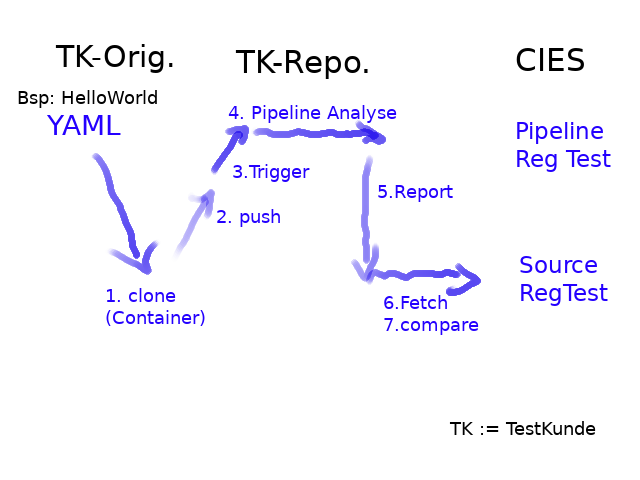 TK-Orig.
TK-Repo.
CIES
Bsp: HelloWorld
YAML
4. Pipeline Analyse
Pipeline
Reg Test
3.Trigger
5.Report
2. push
Source
RegTest
1. clone
(Container)
6.Fetch
7.compare
TK := TestKunde